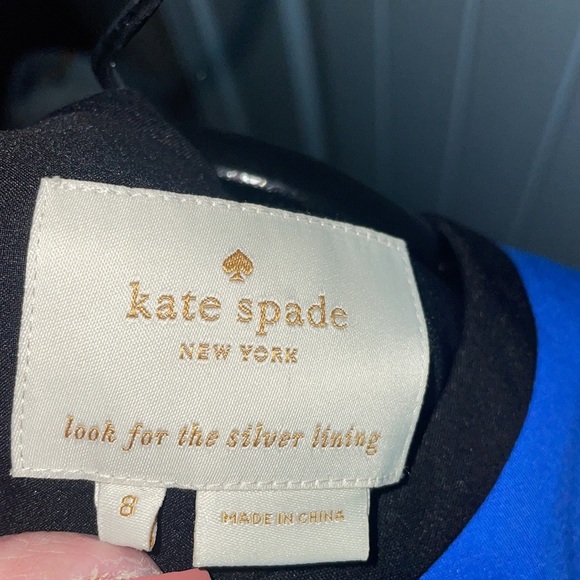 kate spade
NEW YORK
look for the silver lining
8
MADE IN CHINA